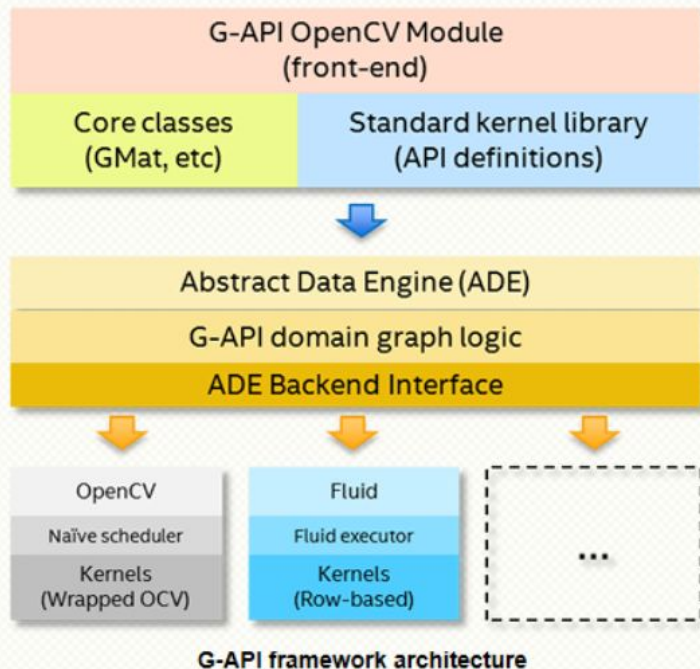 G-API OpenCV Module
(front-end)
Core classes
(GMat, etc)
Standard kernel library
(API definitions)
Abstract Data Engine (ADE)
G-API domain graph logic
ADE Backend Interface
OpenCV
Naïve scheduler
Kernels
(Wrapped OCV)
Fluid
Fluid executor
Kernels
(Row-based)
...
G-API framework architecture